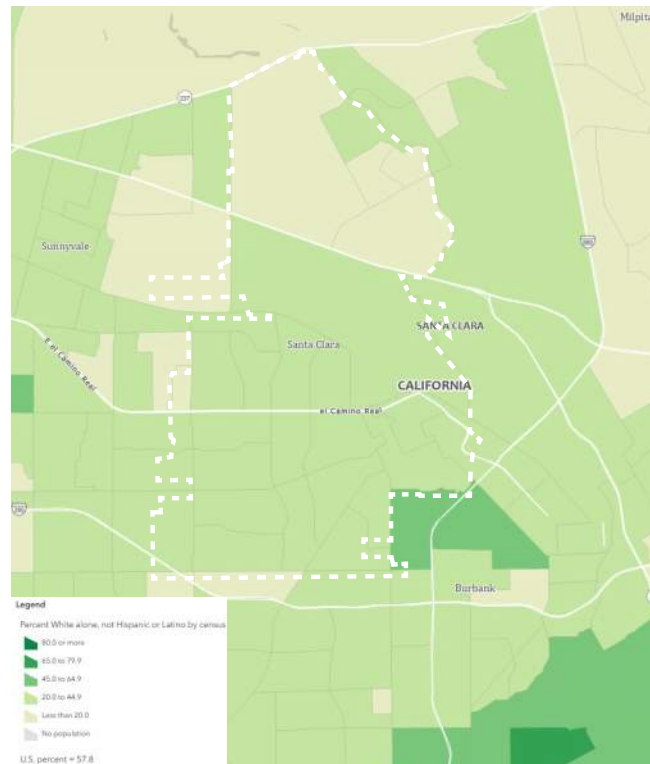 Milpita
237
Sunnyvale
680
Santa Clara
SANTA CLARA
CALIFORNIA
E el Camino Real
el Camino Real
280
Burbank
Legend
Percent White alone, not Hispanic or Latino by census
80.0 or more
65.0 to 79.9
45.0 to 64.9
20.0 to 44.9
Less than 20.0
No population
U.S. percent = 57.8